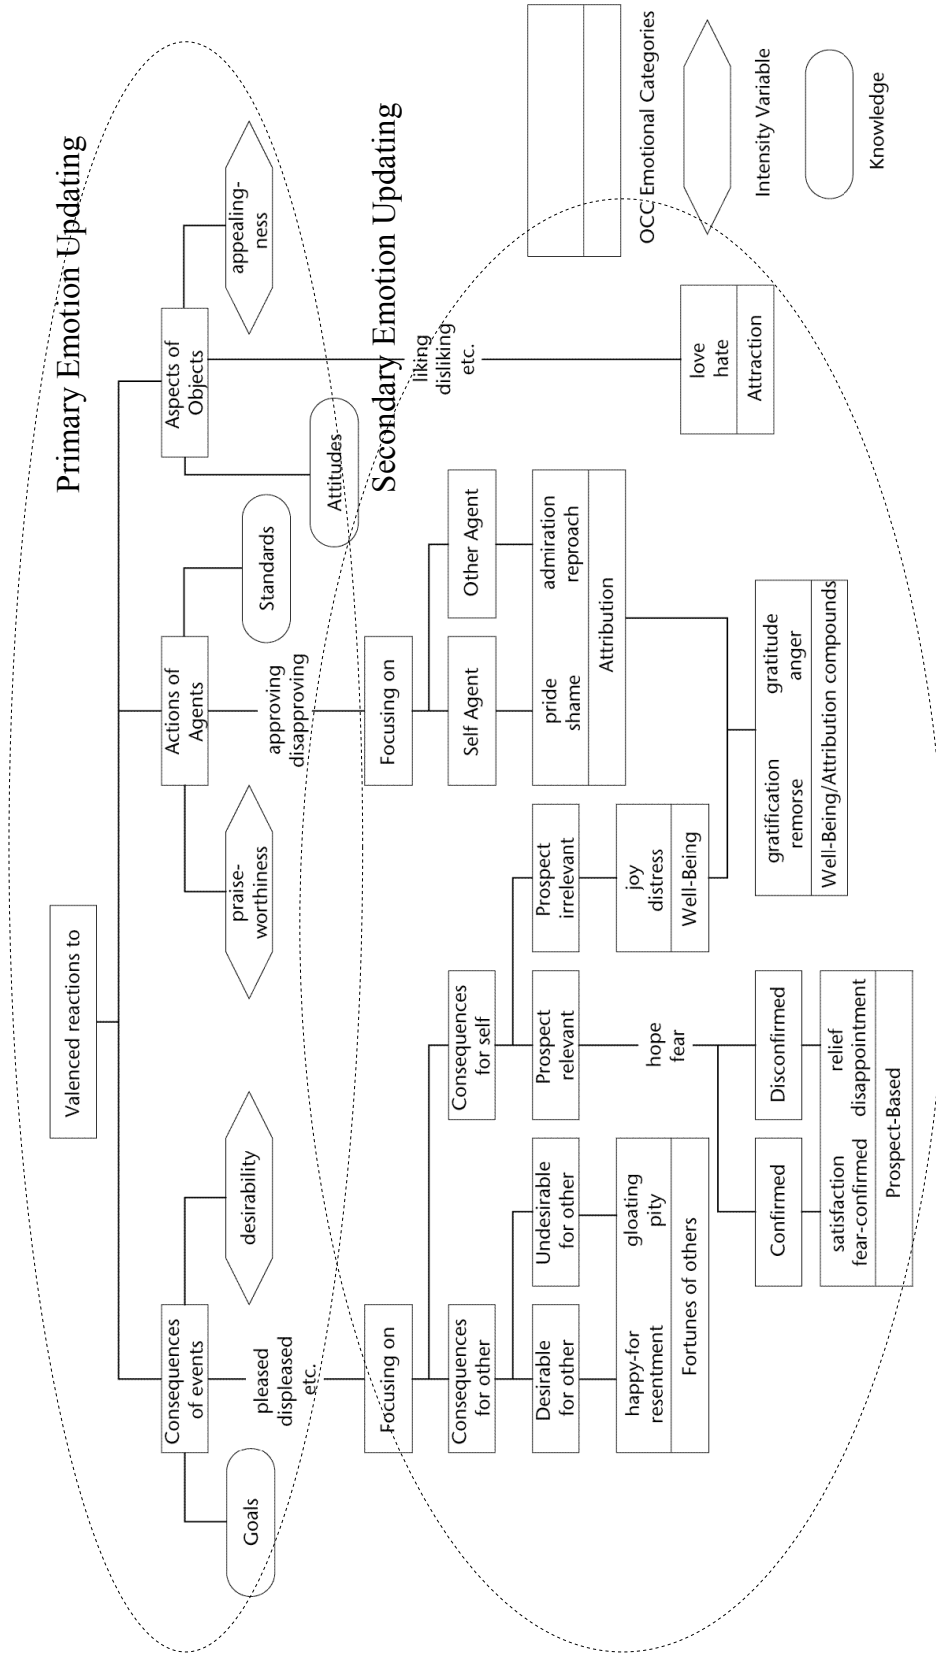 Primary Emotion Updating
Valenced reactions to
Consequences
of events
Actions of
Agents
Aspects of
Objects
Goals
desirability
praise-
worthiness
Standards
Attitudes
appealing-
ness
pleased
displeased
etc.
approving
disapproving
liking
disliking
etc.
Secondary Emotion Updating
Focusing on
Focusing on
Consequences
for other
Consequences
for self
Self Agent
Other Agent
Desirable
for other
Undesirable
for other
Prospect
relevant
Prospect
irrelevant
pride
shame
admiration
reproach
Attribution
happy-for
resentment
gloating
pity
Fortunes of others
hope
fear
joy
distress
Well-Being
love
hate
Attraction
Confirmed
Disconfirmed
gratification
remorse
gratitude
anger
Well-Being/Attribution compounds
satisfaction
fear-confirmed
relief
disappointment
Prospect-Based
OCC Emotional Categories
Intensity Variable
Knowledge